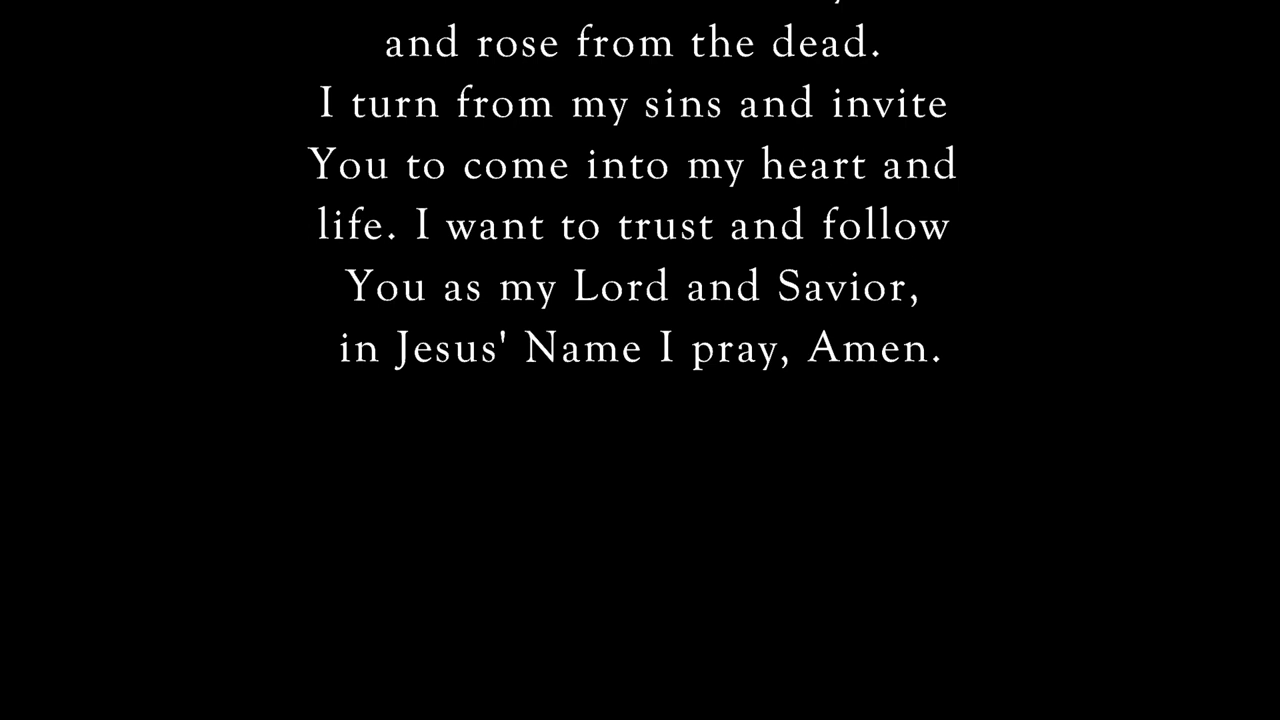 and rose from the dead.
I turn from my sins and invite
You to come into my heart and
life. I want to trust and follow
You as my Lord and Savior,
in Jesus' Name I pray, Amen.